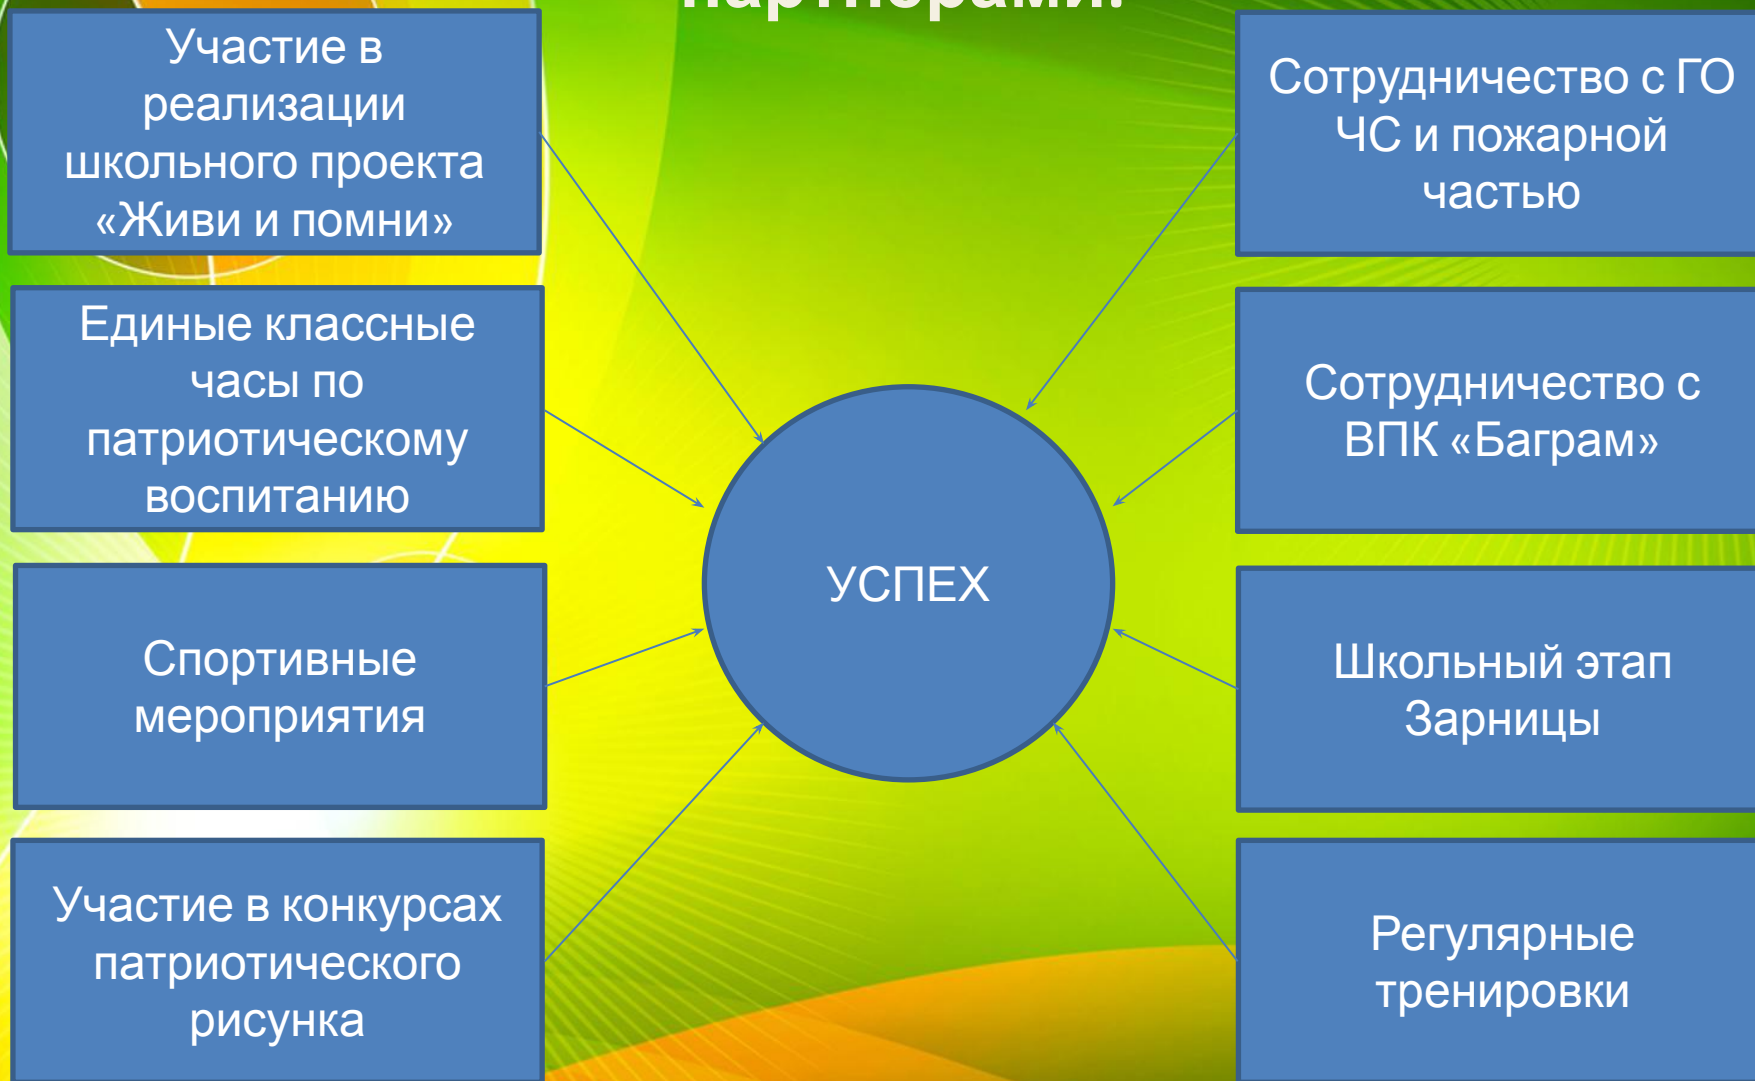 партнерами.
Участие в
реализации
школьного проекта
«Живи и помни»
Единые классные
часы по
патриотическому
воспитанию
Спортивные
мероприятия
Участие в конкурсах
патриотического
рисунка
УСПЕХ
Сотрудничество с ГО
ЧС и пожарной
частью
Сотрудничество с
ВПК «Баграм»
Школьный этап
Зарницы
Регулярные
тренировки